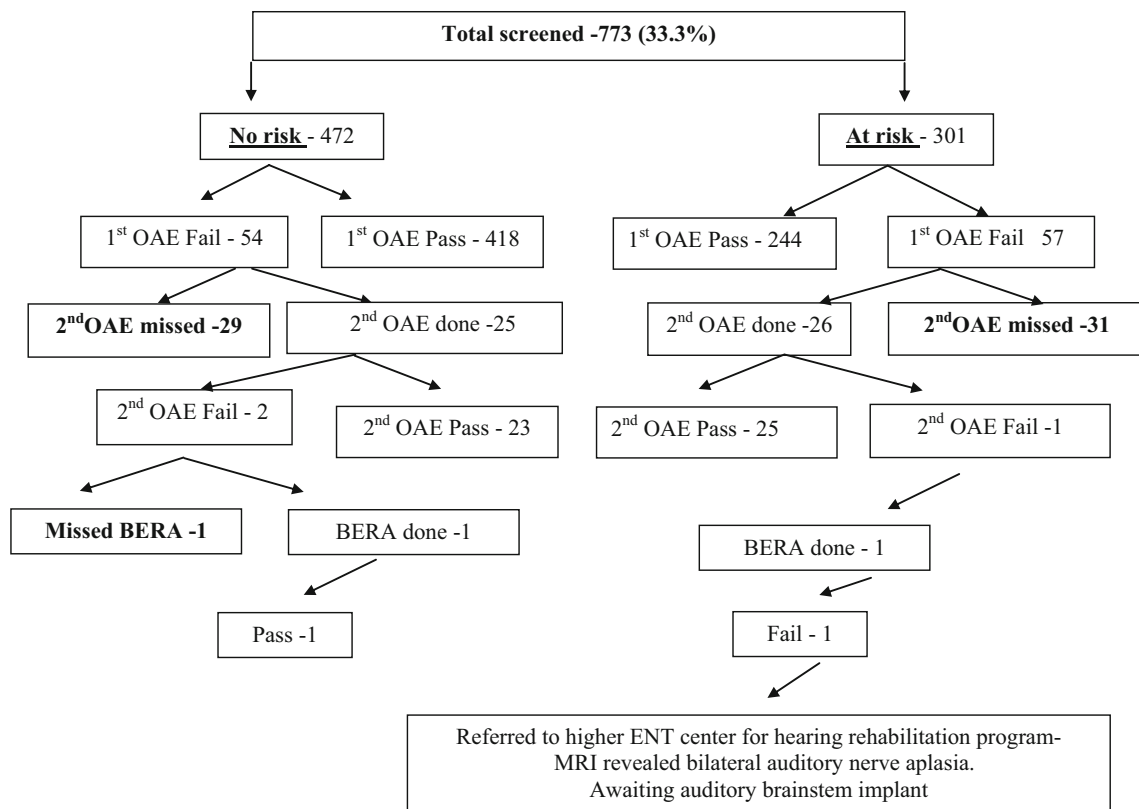 Total screened -773 (33.3%)
No risk - 472
At risk - 301
1st OAE Fail - 54
1st OAE Pass - 418
1st OAE Pass - 244
1st OAE Fail 57
2nd OAE missed -29
2nd OAE done -25
2nd OAE done -26
2nd OAE missed -31
2nd OAE Fail - 2
2nd OAE Pass - 23
2nd OAE Pass - 25
2nd OAE Fail -1
Missed BERA -1
BERA done -1
BERA done - 1
Pass -1
Fail - 1
Referred to higher ENT center for hearing rehabilitation program-
MRI revealed bilateral auditory nerve aplasia.
Awaiting auditory brainstem implant